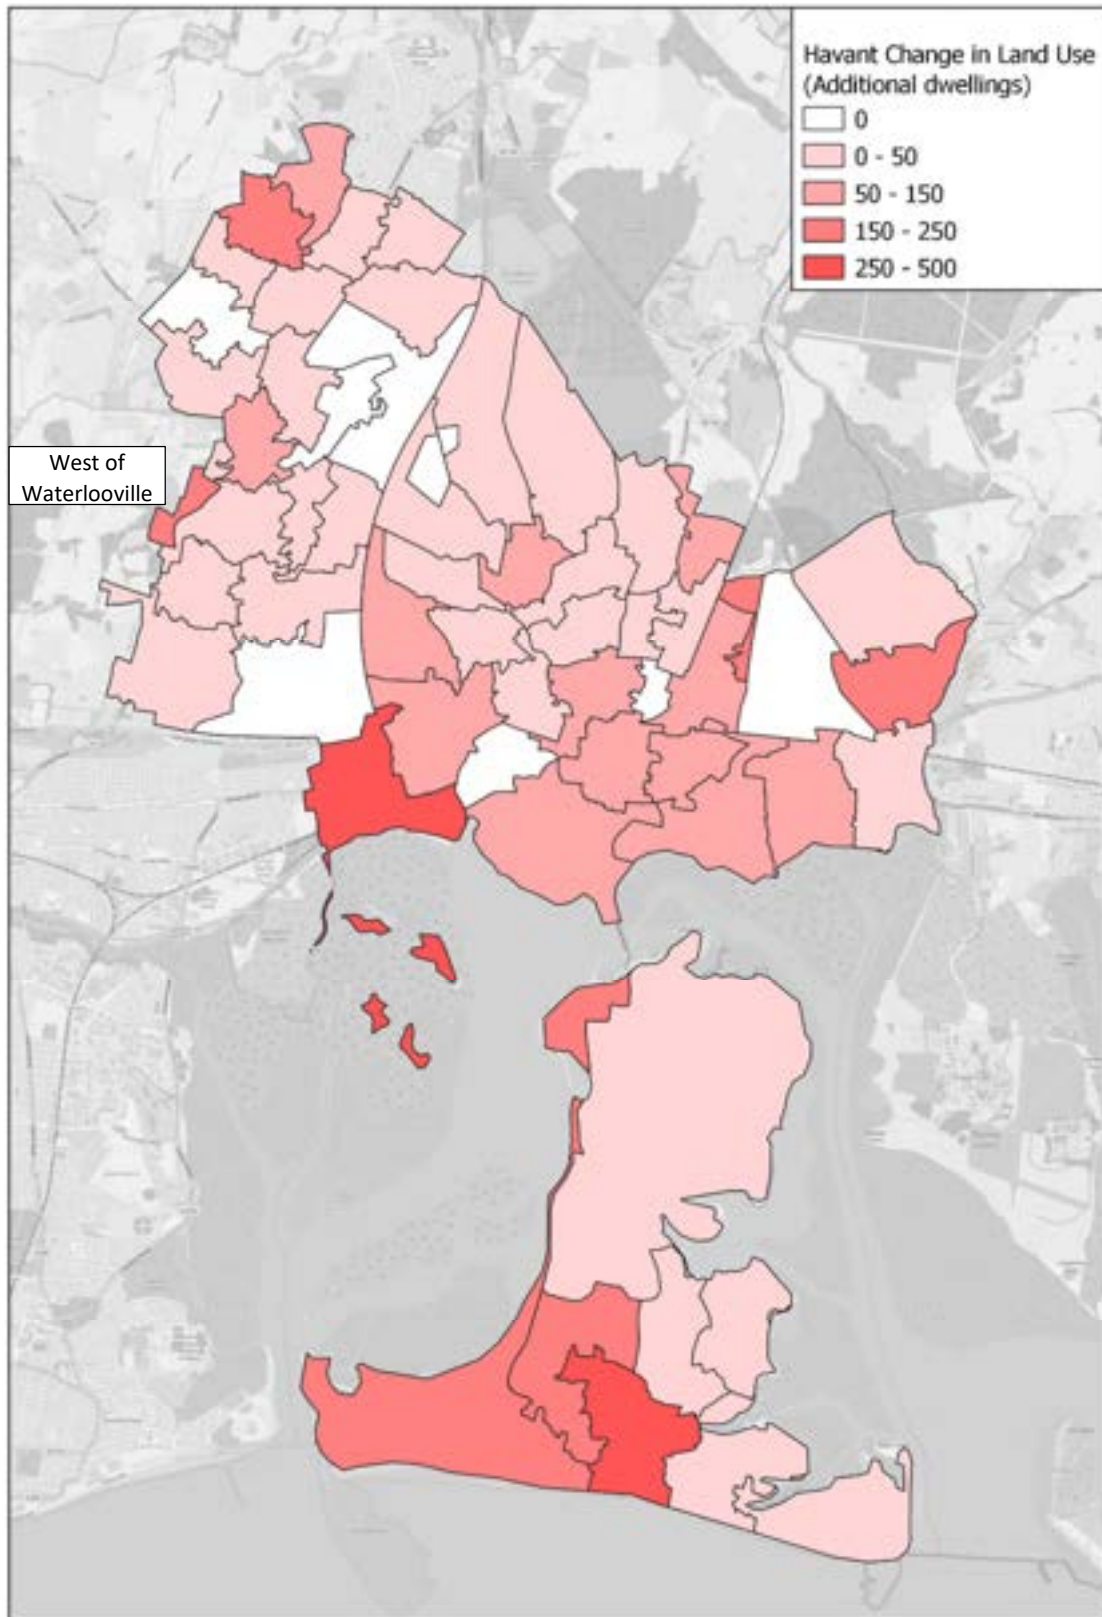 Havant Change in Land Use
(Additional dwellings)
0
0 - 50
50 - 150
150 - 250
250 - 500
West of
Waterlooville